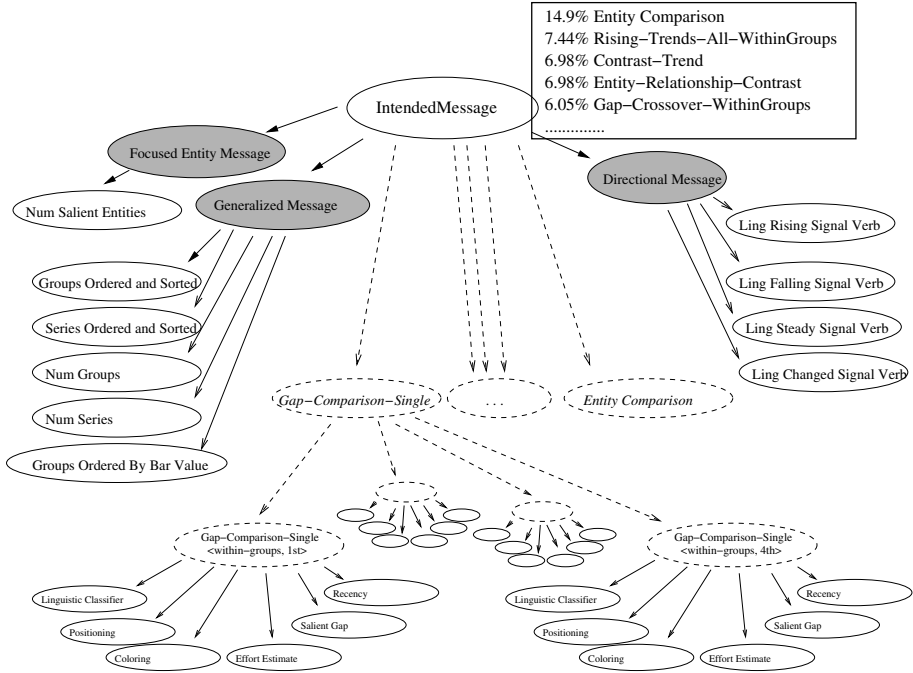 14.9% Entity Comparison
7.44% Rising−Trends−All−WithinGroups
6.98% Contrast−Trend
6.98% Entity−Relationship−Contrast
6.05% Gap−Crossover−WithinGroups
..............
IntendedMessage
Focused Entity Message
Generalized Message
Directional Message
Num Salient Entities
Groups Ordered and Sorted
Series Ordered and Sorted
Num Groups
Num Series
Groups Ordered By Bar Value
Ling Rising Signal Verb
Ling Falling Signal Verb
Ling Steady Signal Verb
Ling Changed Signal Verb
Gap−Comparison−Single
. . .
Entity Comparison
Gap−Comparison−Single
<within−groups, 1st>
Linguistic Classifier
Positioning
Coloring
Effort Estimate
Salient Gap
Recency
Gap−Comparison−Single
<within−groups, 4th>
Linguistic Classifier
Positioning
Coloring
Effort Estimate
Salient Gap
Recency